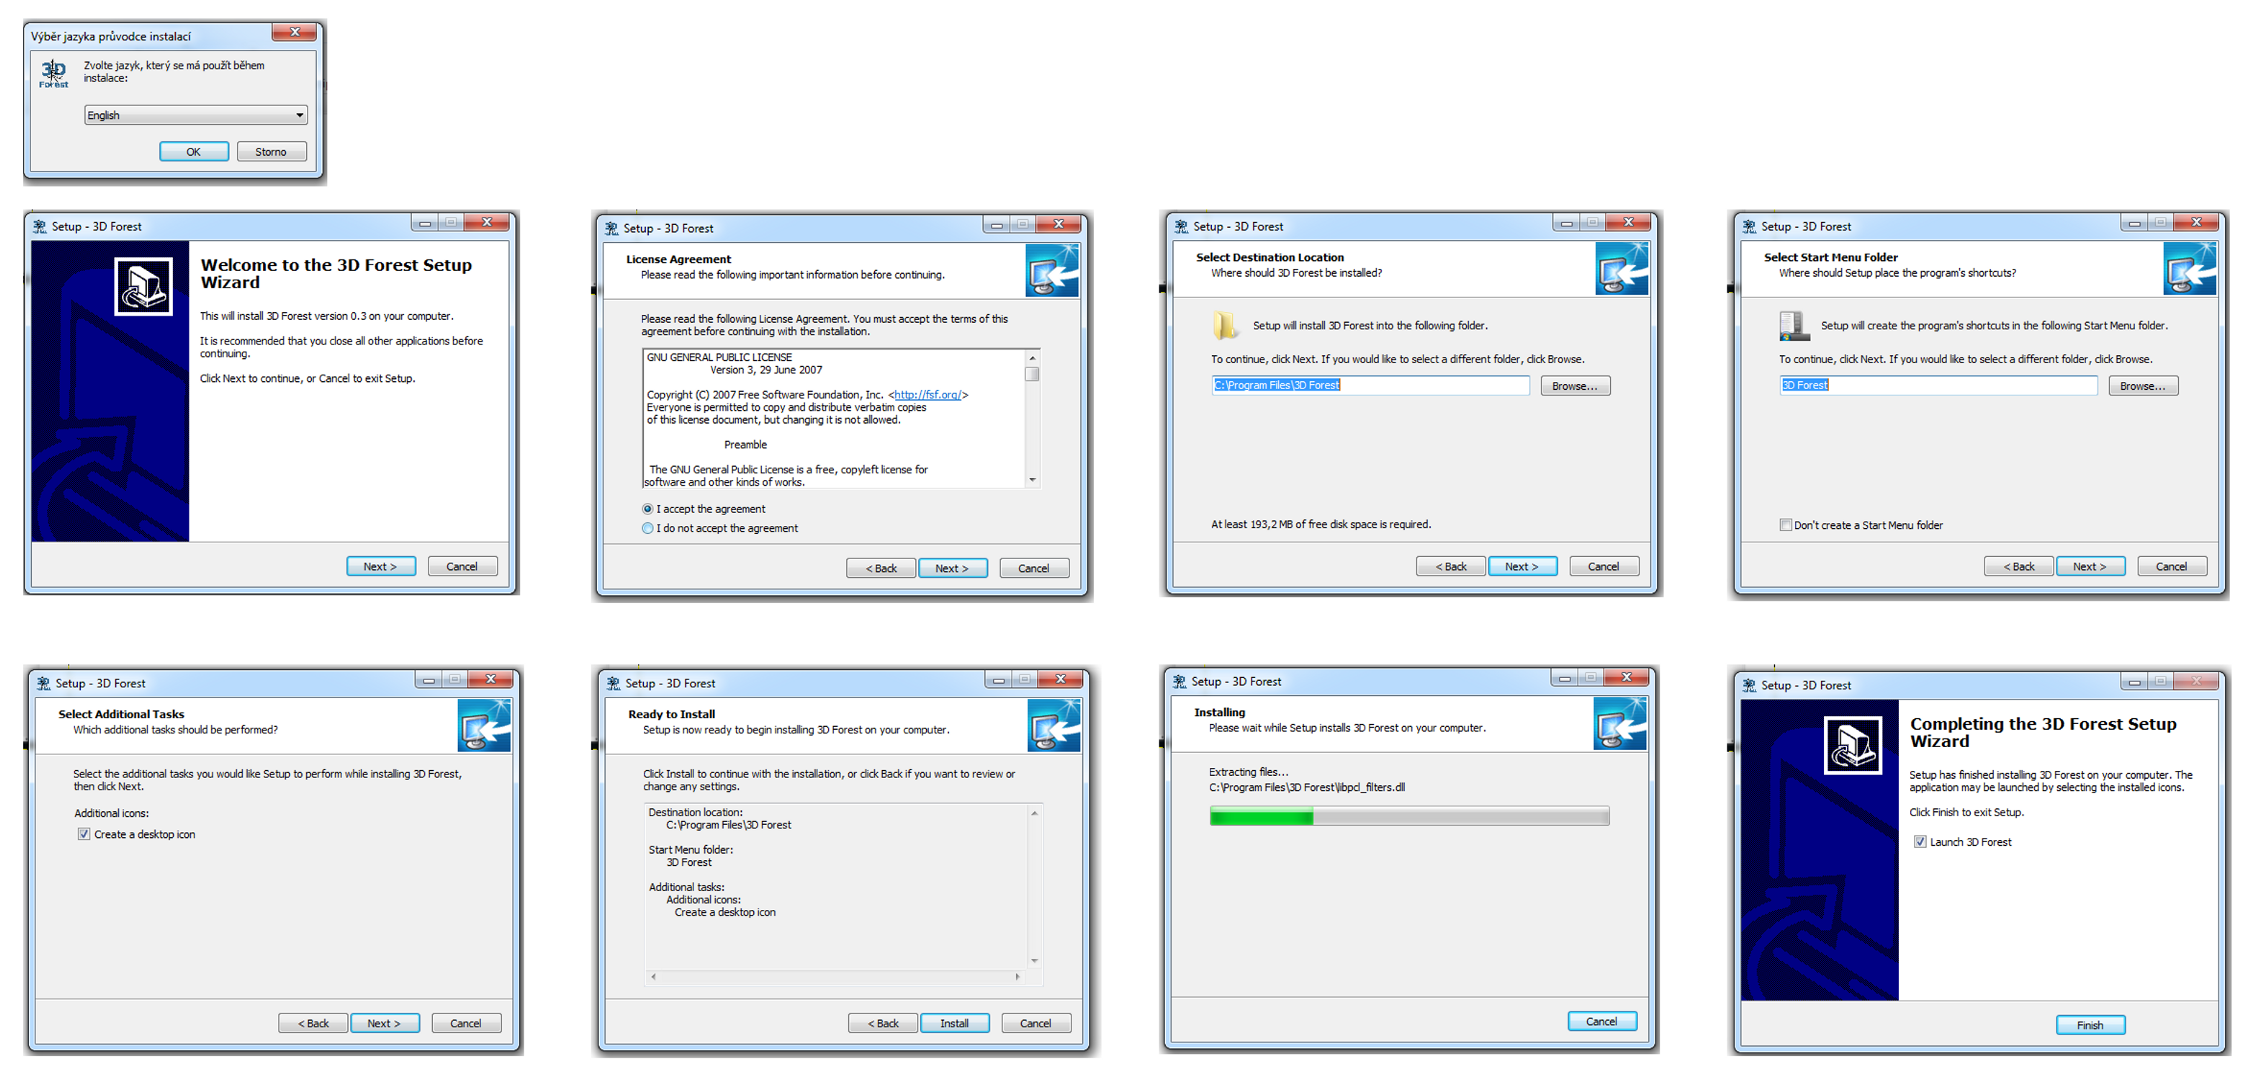 Výběr jazyka průvodce instalací
3D
Forest
Zvolte jazyk, který se má použít během
instalace:
English
OK
Storno
Setup - 3D Forest
Welcome to the 3D Forest Setup
Wizard
This will install 3D Forest version 0.3 on your computer.
It is recommended that you close all other applications before
continuing.
Click Next to continue, or Cancel to exit Setup.
Next >
Cancel
Setup - 3D Forest
License Agreement
Please read the following important information before continuing.
Please read the following License Agreement. You must accept the terms of this
agreement before continuing with the installation.
GNU GENERAL PUBLIC LICENSE
Version 3, 29 June 2007
Copyright (C) 2007 Free Software Foundation, Inc. <http://fsf.org/>
Everyone is permitted to copy and distribute verbatim copies
of this license document, but changing it is not allowed.
Preamble
The GNU General Public License is a free, copyleft license for
software and other kinds of works.
I accept the agreement
I do not accept the agreement
< Back
Next >
Cancel
Setup - 3D Forest
Select Destination Location
Where should 3D Forest be installed?
Setup will install 3D Forest into the following folder.
To continue, click Next. If you would like to select a different folder, click Browse.
C:\Program Files\3D Forest
Browse...
At least 193,2 MB of free disk space is required.
< Back
Next >
Cancel
Setup - 3D Forest
Select Start Menu Folder
Where should Setup place the program's shortcuts?
Setup will create the program's shortcuts in the following Start Menu folder.
To continue, click Next. If you would like to select a different folder, click Browse.
3D Forest
Browse...
Don't create a Start Menu folder
< Back
Next >
Cancel
Setup - 3D Forest
Select Additional Tasks
Which additional tasks should be performed?
Select the additional tasks you would like Setup to perform while installing 3D Forest,
then click Next.
Additional icons:
Create a desktop icon
< Back
Next >
Cancel
Setup - 3D Forest
Ready to Install
Setup is now ready to begin installing 3D Forest on your computer.
Click Install to continue with the installation, or click Back if you want to review or
change any settings.
Destination location:
C:\Program Files\3D Forest
Start Menu folder:
3D Forest
Additional tasks:
Additional icons:
Create a desktop icon
< Back
Install
Cancel
Setup - 3D Forest
Installing
Please wait while Setup installs 3D Forest on your computer.
Extracting files...
C:\Program Files\3D Forest\libpcl_filters.dll
Cancel
Setup - 3D Forest
Completing the 3D Forest Setup
Wizard
Setup has finished installing 3D Forest on your computer. The
application may be launched by selecting the installed icons.
Click Finish to exit Setup.
Launch 3D Forest
Finish